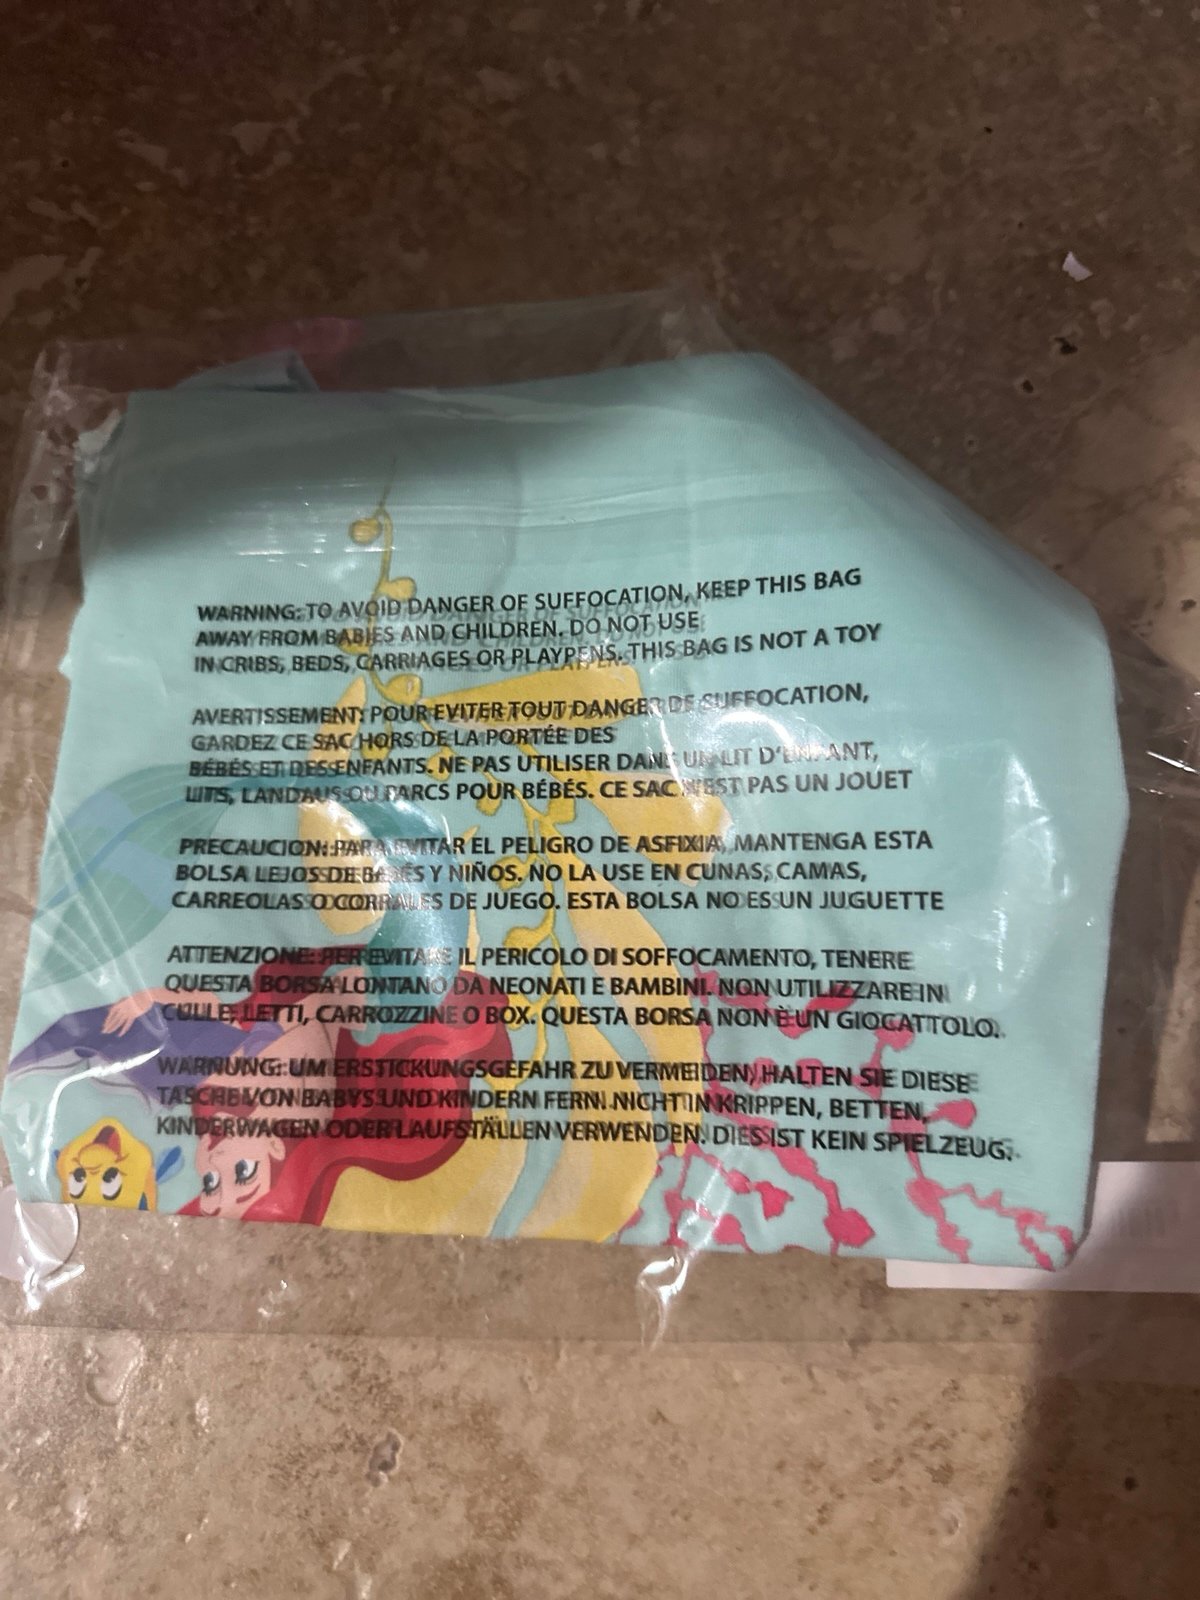 WARNING: TO AVOID DANGER OF SUFFOCATION, KEEP THIS BAG
AWAY FROM BABIES AND CHILDREN. DO NOT USE
IN CRIBS, BEDS, CARRIAGES OR PLAYPENS. THIS BAG IS NOT A TOY
AVERTISSEMENT: POUR EVITER TOUT DANGER DE SUFFOCATION,
GARDEZ CE SAC HORS DE LA PORTÉE DES
BÉBÉS ET DES ENFANTS. NE PAS UTILISER DANS UN LIT D'ENFANT,
LITS, LANDAUS OU PARCS POUR BÉBÉS. CE SAC N'EST PAS UN JOUET
PRECAUCION: PARA EVITAR EL PELIGRO DE ASFIXIA, MANTENGA ESTA
BOLSA LEJOS DE BEBÉS Y NIÑOS. NO LA USE EN CUNAS, CAMAS,
CARREOLAS O CORRALES DE JUEGO. ESTA BOLSA NO ES UN JUGUETTE
ATTENZIONE: PER EVITARE IL PERICOLO DI SOFFOCAMENTO, TENERE
QUESTA BORSA LONTANO DA NEONATI E BAMBINI. NON UTILIZZARE IN
CULLE, LETTI, CARROZZINE O BOX. QUESTA BORSA NON È UN GIOCATTOLO.
WARNUNG: UM ERSTICKUNGSGEFAHR ZU VERMEIDEN, HALTEN SIE DIESE
TASCHE VON BABYS UND KINDERN FERN. NICHT IN KRIPPEN, BETTEN,
KINDERWAGEN ODER LAUFSTÄLLEN VERWENDEN. DIES IST KEIN SPIELZEUG.